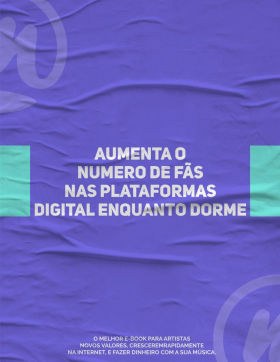 AUMENTA O
NUMERO DE FÃS
NAS PLATAFORMAS
DIGITAL ENQUANTO DORME
O MELHOR E-BOOK PARA ARTISTAS
NOVOS VALORES, CRESCEREMRAPIDAMENTE
NA INTERNET, E FAZER DINHEIRO COM A SUA MÚSICA.